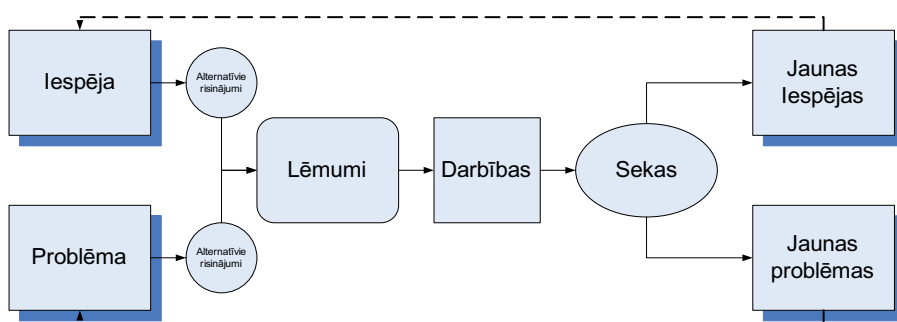 Iespēja
Alternatīvie
risinājumi
Jaunas
Iespējas
Lēmumi
Darbības
Sekas
Problēma
Alternatīvie
risinājumi
Jaunas
problēmas